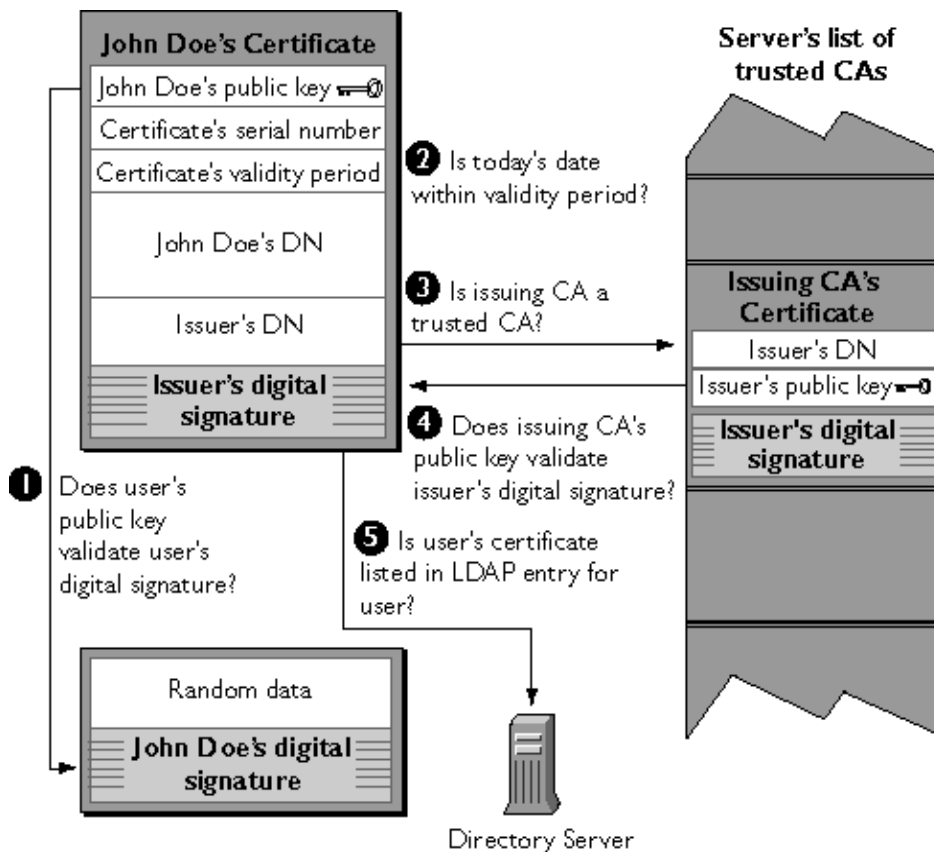 John Doe's Certificate
John Doe's public key
Certificate's serial number
Certificate's validity period
John Doe's DN
Issuer's DN
Issuer's digital
signature
Server's list of
trusted CAs
2 Is today's date
within validity period?
3 Is issuing CA a
trusted CA?
Issuing CA's
Certificate
Issuer's DN
Issuer's public key
Issuer's digital
signature
4 Does issuing CA's
public key validate
issuer's digital signature?
1 Does user's
public key
validate user's
digital signature?
5 Is user's certificate
listed in LDAP entry for
user?
Random data
John Doe's digital
signature
Directory Server